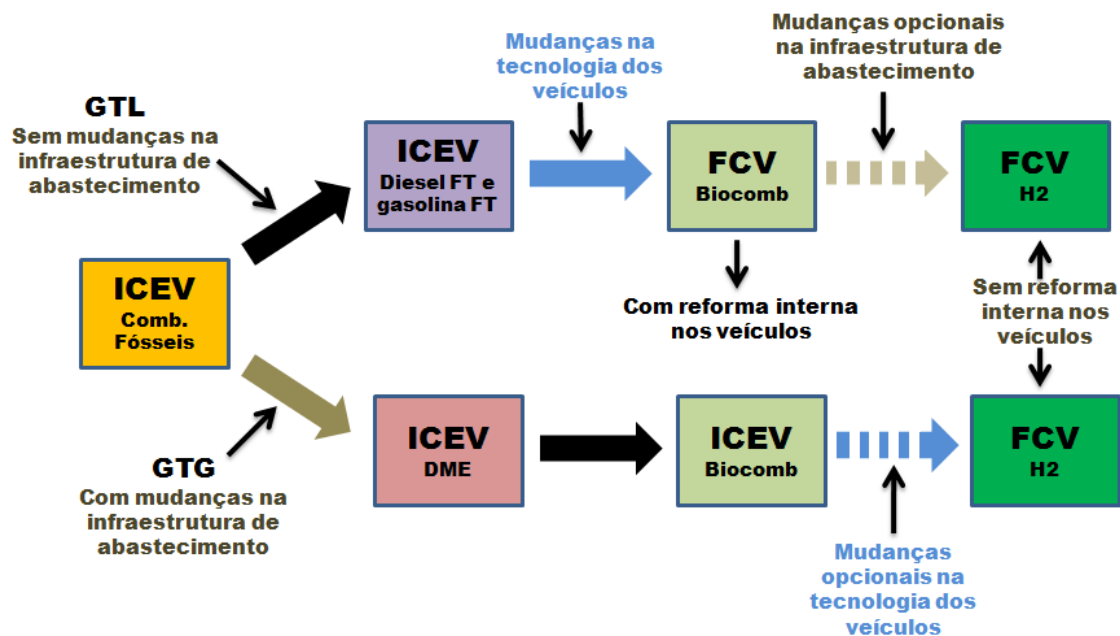 Mudanças na
tecnologia dos
veículos
Mudanças opcionais
na infraestrutura de
abastecimento
GTL
Sem mudanças na
infraestrutura de
abastecimento
ICEV
Diesel FT e
gasolina FT
FCV
Biocomb
FCV
H2
ICEV
Comb.
Fósseis
Com reforma interna
nos veículos
Sem reforma
interna nos
veículos
GTG
Com mudanças na
infraestrutura de
abastecimento
ICEV
DME
ICEV
Biocomb
FCV
H2
Mudanças
opcionais na
tecnologia dos
veículos